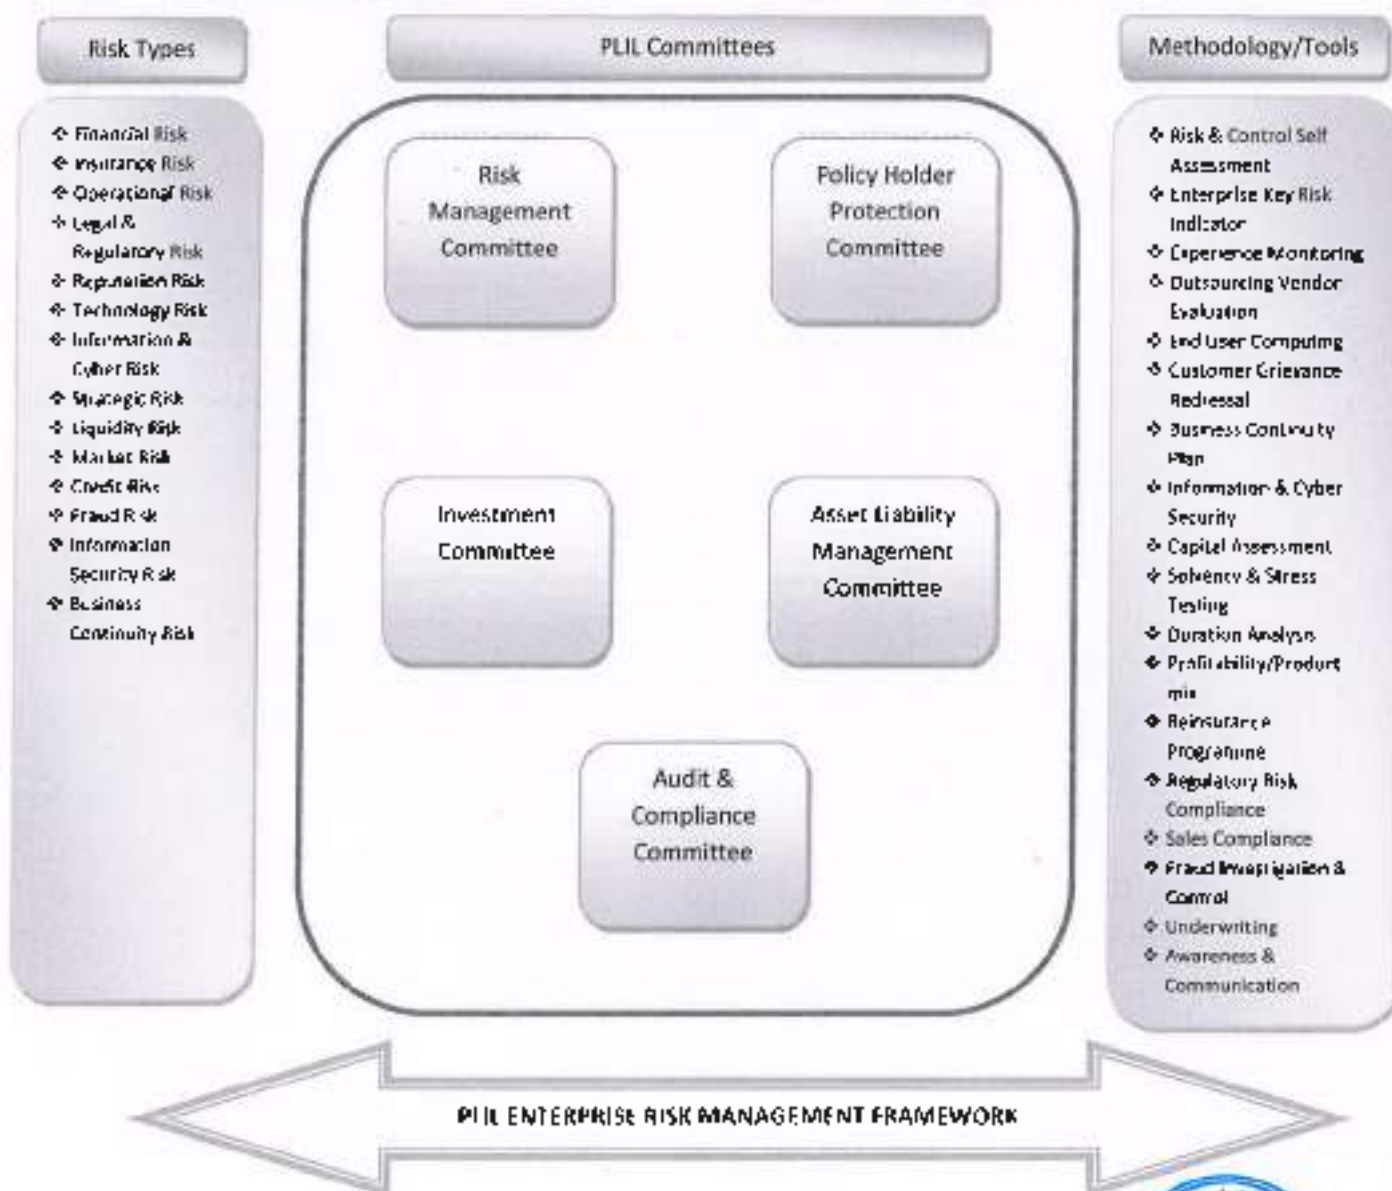 Risk Types
Financial Risk
Insurance Risk
Operational Risk
Legal &
Regulatory Risk
Reputation Risk
Technology Risk
Information &
Cyber Risk
Strategic Risk
Liquidity Risk
Market Risk
Credit Risk
Fraud Risk
Information
Security Risk
Business
Continuity Risk
PLIL Committees
Risk
Management
Committee
Policy Holder
Protection
Committee
Investment
Committee
Asset Liability
Management
Committee
Audit &
Compliance
Committee
Methodology/Tools
Risk & Control Self
Assessment
Enterprise Key Risk
Indicator
Experience Monitoring
Outsourcing Vendor
Evaluation
End User Computing
Customer Grievance
Redressal
Business Continuity
Plan
Information & Cyber
Security
Capital Assessment
Solvency & Stress
Testing
Duration Analysis
Profitability/Product
mix
Reinsurance
Programme
Regulatory Risk
Compliance
Sales Compliance
Fraud Investigation &
Control
Underwriting
Awareness &
Communication
PLIL ENTERPRISE RISK MANAGEMENT FRAMEWORK